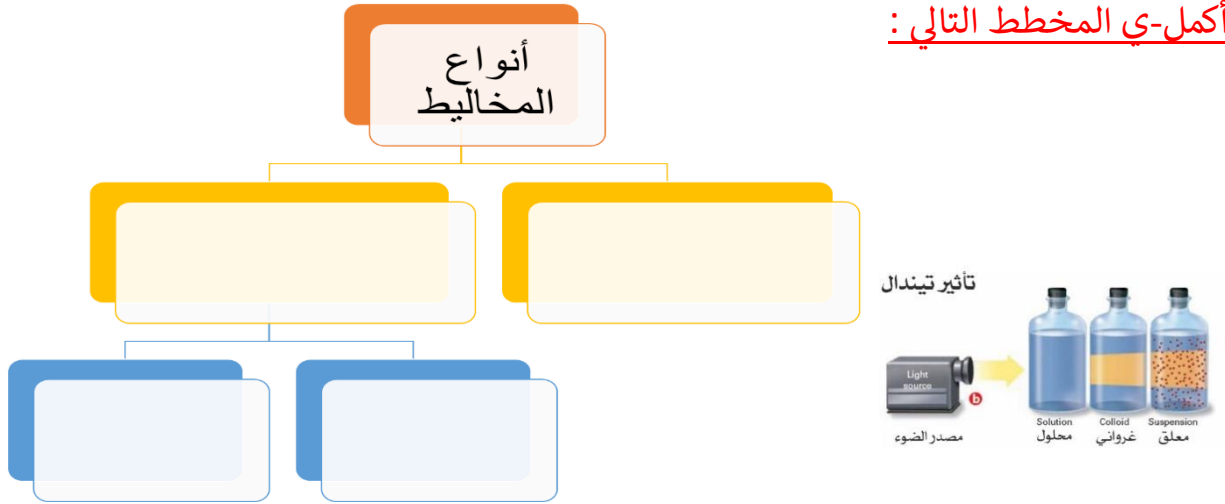 أكمل-ي المخطط التالي :
أنواع
المخاليط
تأثير تيندال
Light
source
b
Solution
Colloid
Suspension
محلول
غرواني
معلق
مصدر الضوء